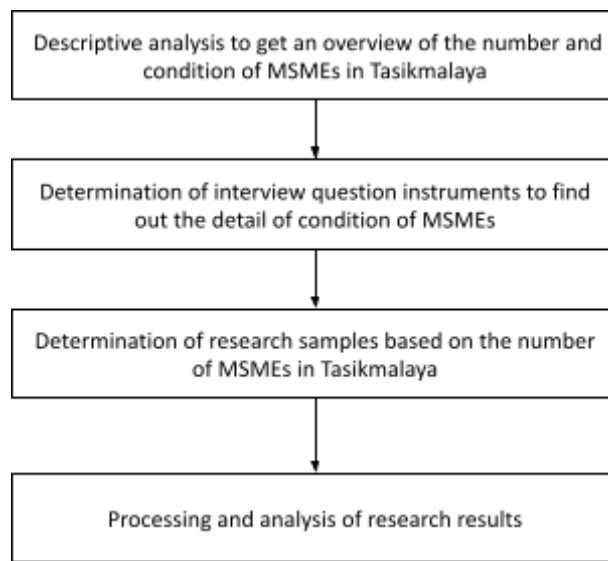 Descriptive analysis to get an overview of the number and
condition of MSMEs in Tasikmalaya
Determination of interview question instruments to find
out the detail of condition of MSMEs
Determination of research samples based on the number
of MSMEs in Tasikmalaya
Processing and analysis of research results